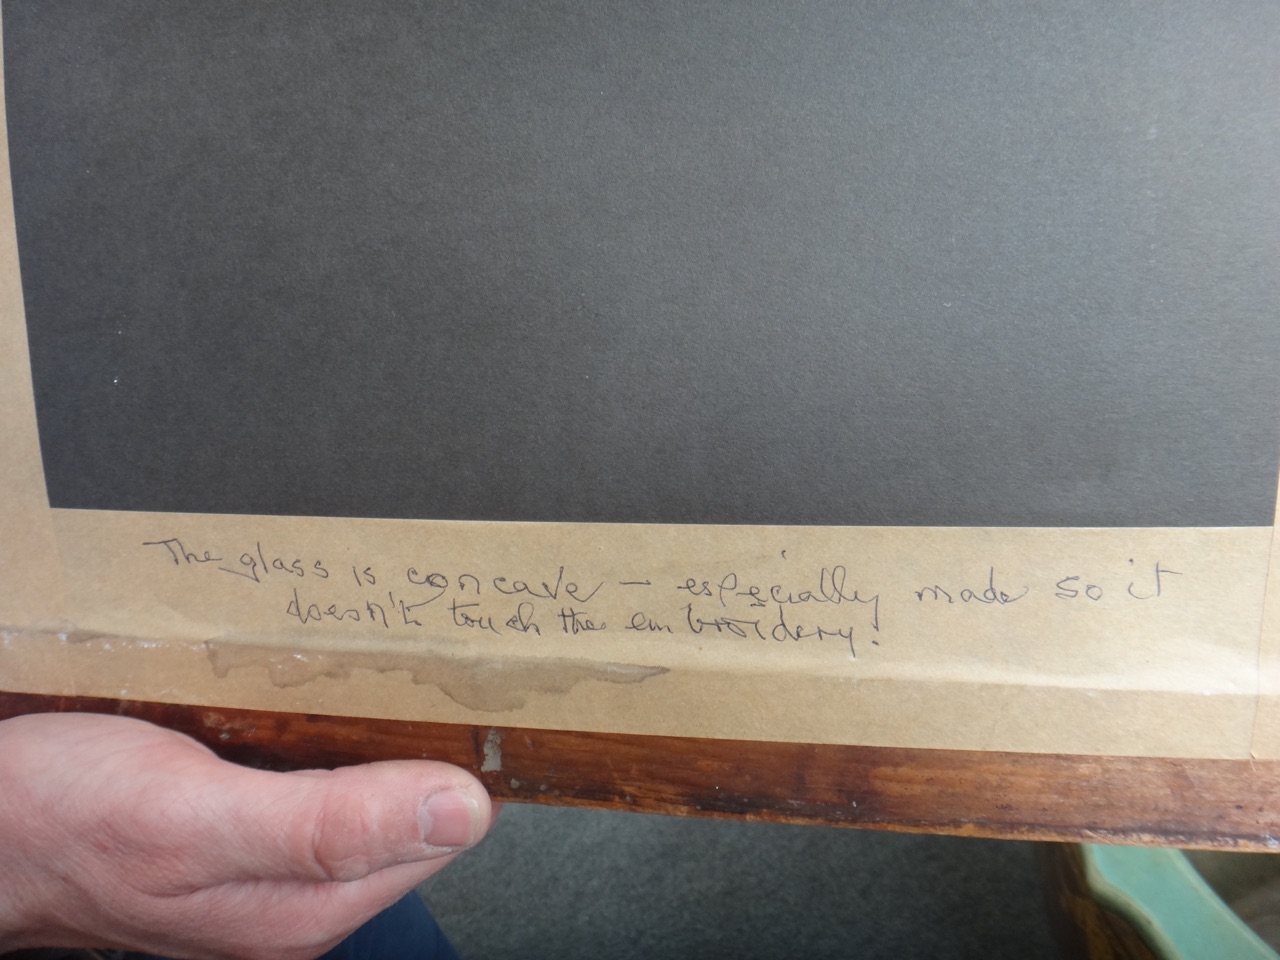 The glass is concave – especially made so it
doesn't touch the embroidery!